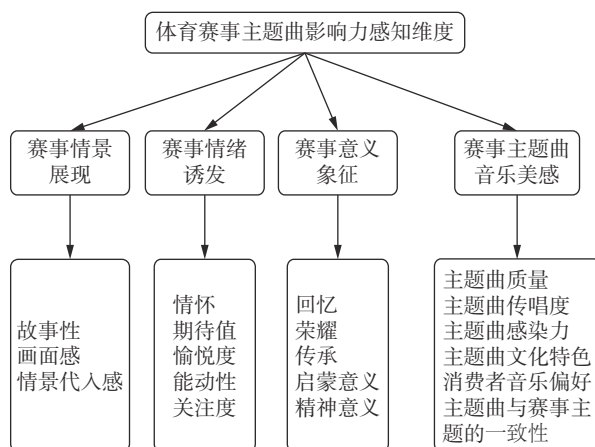 体育赛事主题曲影响力感知维度
赛事情景
展现
赛事情绪
诱发
赛事意义
象征
赛事主题曲
音乐美感
故事性
画面感
情景代入感
情怀
期待值
愉悦度
能动性
关注度
回忆
荣耀
传承
启蒙意义
精神意义
主题曲质量
主题曲传唱度
主题曲感染力
主题曲文化特色
消费者音乐偏好
主题曲与赛事主
题的一致性